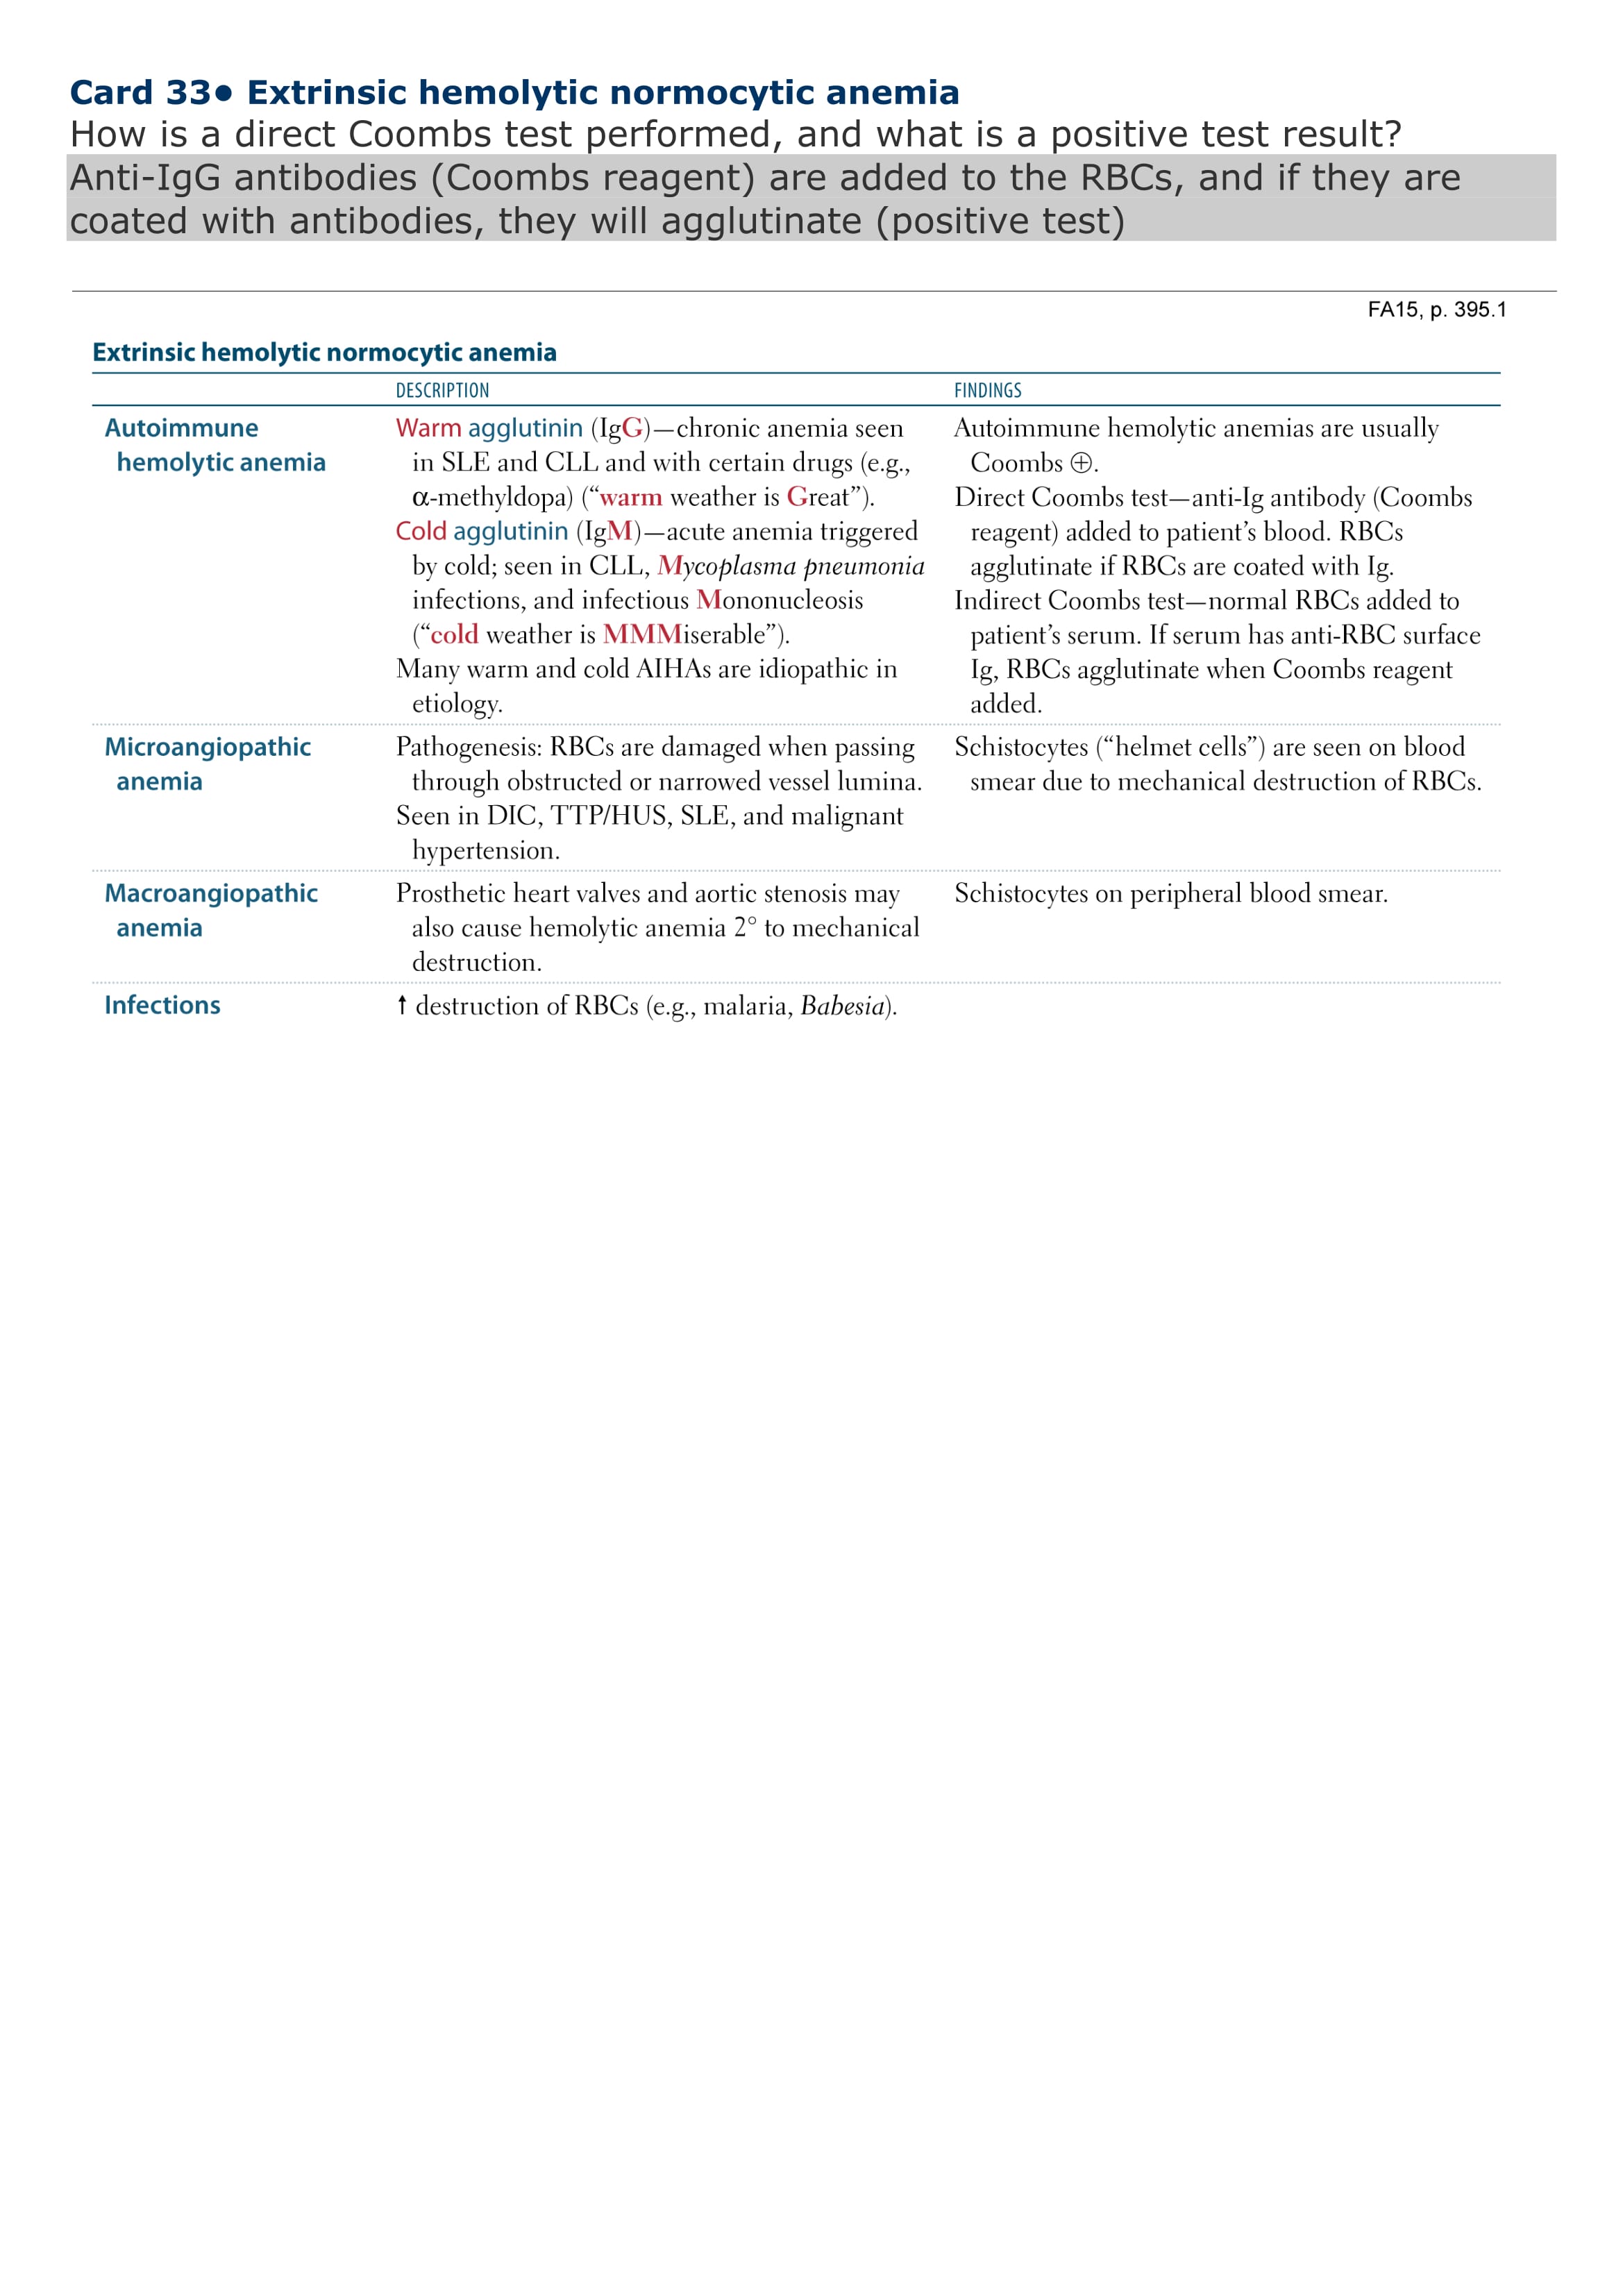 Card 33● Extrinsic hemolytic normocytic anemia
How is a direct Coombs test performed, and what is a positive test result?
Anti-IgG antibodies (Coombs reagent) are added to the RBCs, and if they are
coated with antibodies, they will agglutinate (positive test)
FA15, p. 395.1
Extrinsic hemolytic normocytic anemia
DESCRIPTION
FINDINGS
Autoimmune
hemolytic anemia
Warm agglutinin (IgG)—chronic anemia seen
in SLE and CLL and with certain drugs (e.g.,
α-methyldopa) (“warm weather is Great”).
Cold agglutinin (IgM)—acute anemia triggered
by cold; seen in CLL, Mycoplasma pneumonia
infections, and infectious Mononucleosis
(“cold weather is MMMiserable”).
Many warm and cold AIHAs are idiopathic in
etiology.
Autoimmune hemolytic anemias are usually
Coombs ⊕.
Direct Coombs test—anti-Ig antibody (Coombs
reagent) added to patient’s blood. RBCs
agglutinate if RBCs are coated with Ig.
Indirect Coombs test—normal RBCs added to
patient’s serum. If serum has anti-RBC surface
Ig, RBCs agglutinate when Coombs reagent
added.
Microangiopathic
anemia
Pathogenesis: RBCs are damaged when passing
through obstructed or narrowed vessel lumina.
Seen in DIC, TTP/HUS, SLE, and malignant
hypertension.
Schistocytes (“helmet cells”) are seen on blood
smear due to mechanical destruction of RBCs.
Macroangiopathic
anemia
Prosthetic heart valves and aortic stenosis may
also cause hemolytic anemia 2° to mechanical
destruction.
Schistocytes on peripheral blood smear.
Infections
↑ destruction of RBCs (e.g., malaria, Babesia).